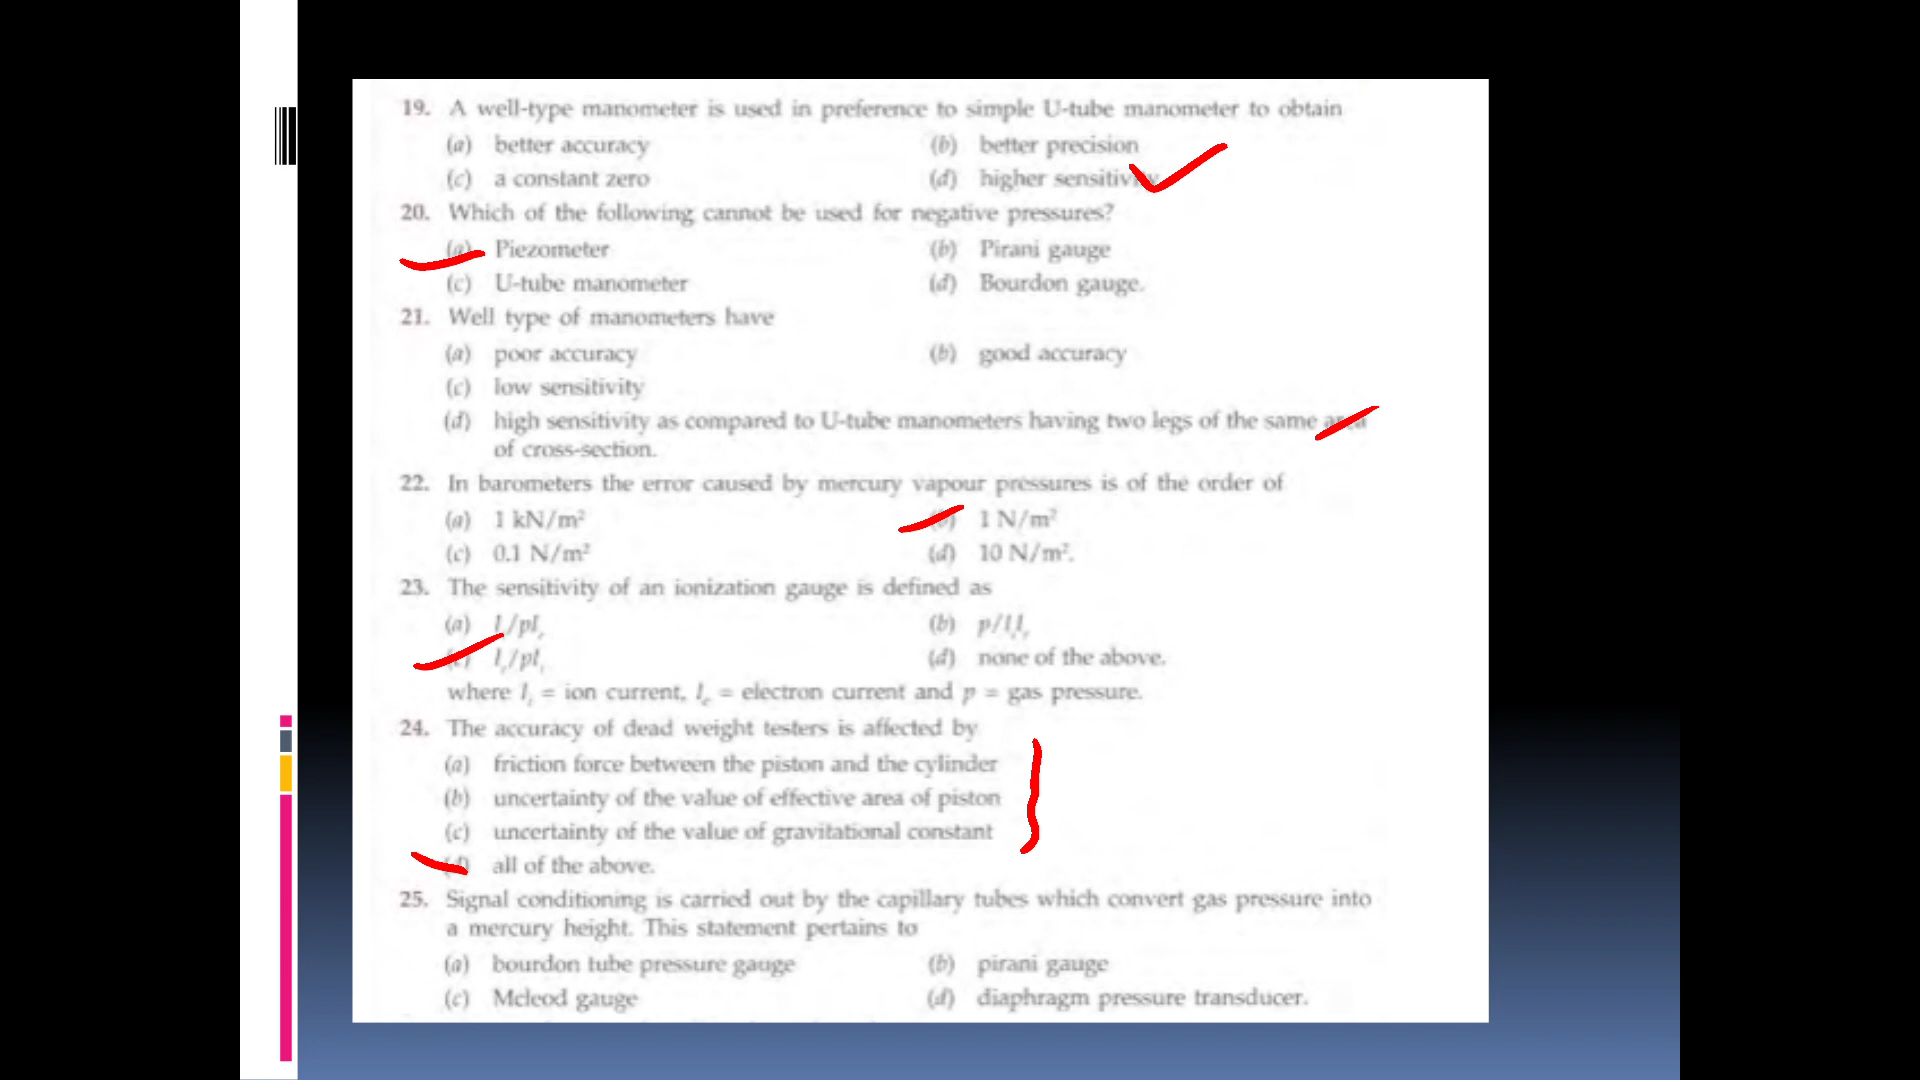 19. A well-type manometer is used in preference to simple U-tube manometer to obtain
(a) better accuracy (b) better precision
(c) a constant zero (d) higher sensitivity
20. Which of the following cannot be used for negative pressures?
(a) Piezometer (b) Pirani gauge
(c) U-tube manometer (d) Bourdon gauge.
21. Well type of manometers have
(a) poor accuracy (b) good accuracy
(c) low sensitivity
(d) high sensitivity as compared to U-tube manometers having two legs of the same area
of cross-section.
22. In barometers the error caused by mercury vapour pressures is of the order of
(a) 1 kN/m² (b) 1 N/m²
(c) 0.1 N/m² (d) 10 N/m².
23. The sensitivity of an ionization gauge is defined as
(a) (b)
(c) (d) none of the above.
where Iᵢ = ion current, Iₑ = electron current and p = gas pressure.
24. The accuracy of dead weight testers is affected by
(a) friction force between the piston and the cylinder
(b) uncertainty of the value of effective area of piston
(c) uncertainty of the value of gravitational constant
(d) all of the above.
25. Signal conditioning is carried out by the capillary tubes which convert gas pressure into
a mercury height. This statement pertains to
(a) bourdon tube pressure gauge (b) pirani gauge
(c) Mcleod gauge (d) diaphragm pressure transducer.